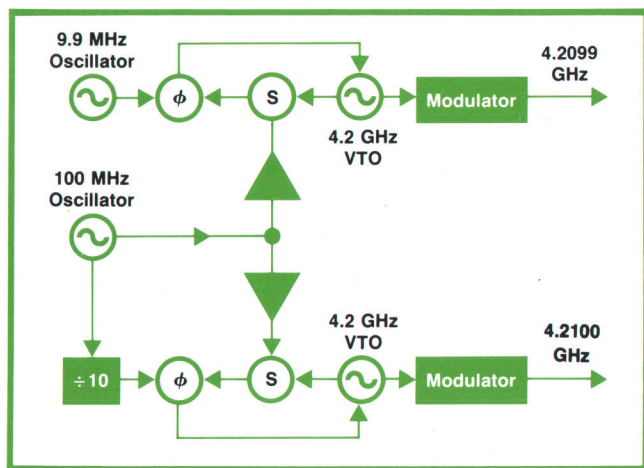 9.9 MHz
Oscillator
ϕ
S
4.2 GHz
VTO
Modulator
4.2099
GHz
100 MHz
Oscillator
÷10
ϕ
S
4.2 GHz
VTO
Modulator
4.2100
GHz